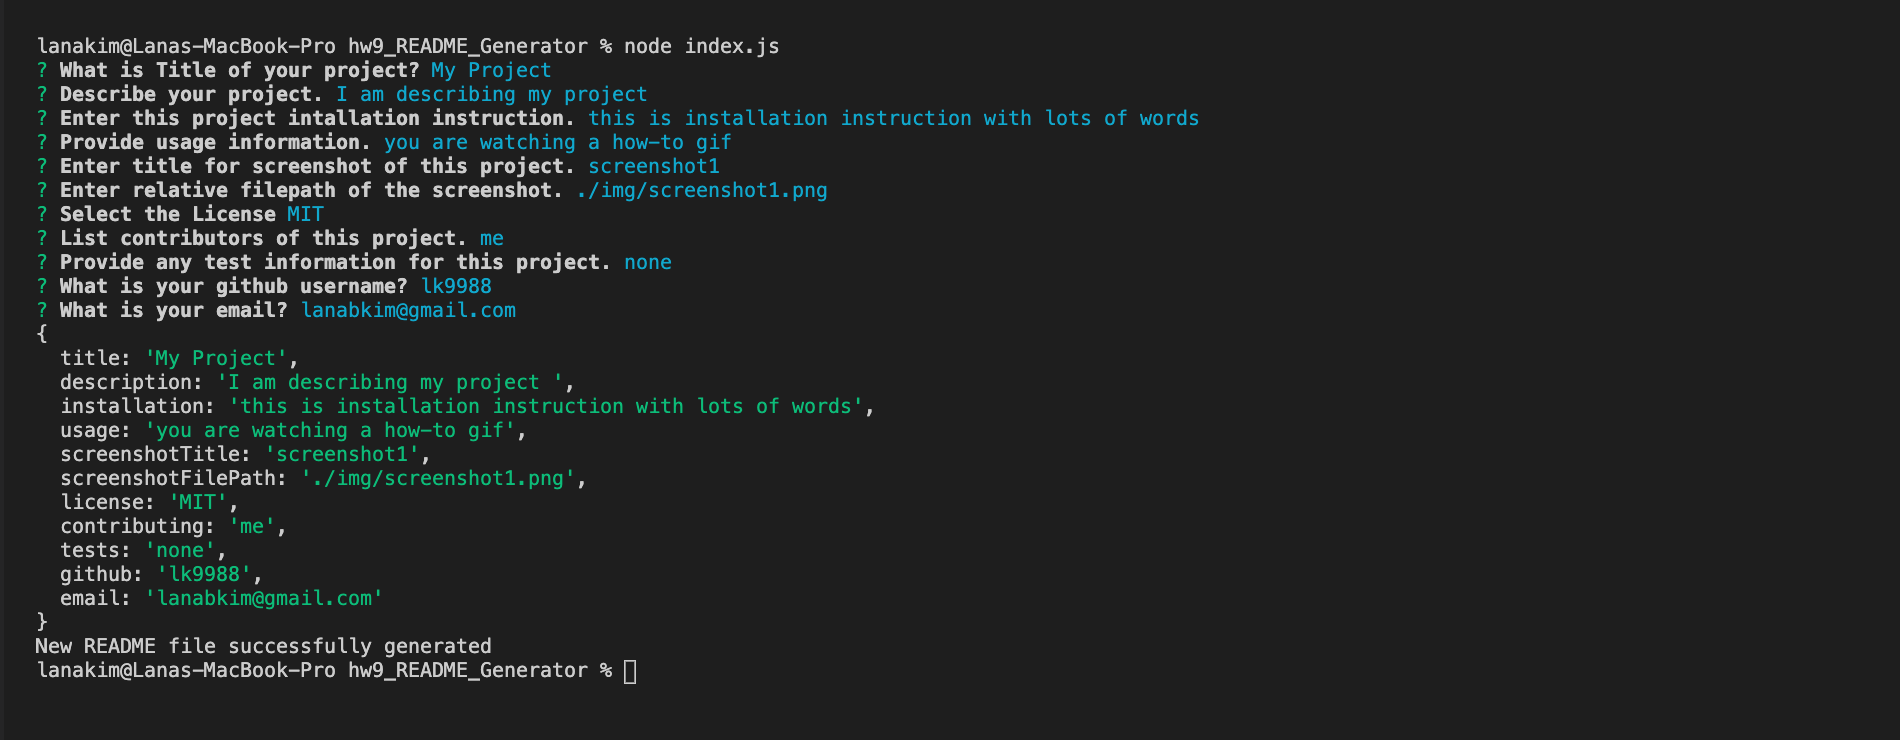 lanakim@Lanas-MacBook-Pro hw9_README_Generator % node index.js
? What is Title of your project? My Project
? Describe your project. I am describing my project
? Enter this project intallation instruction. this is installation instruction with lots of words
? Provide usage information. you are watching a how-to gif
? Enter title for screenshot of this project. screenshot1
? Enter relative filepath of the screenshot. ./img/screenshot1.png
? Select the License MIT
? List contributors of this project. me
? Provide any test information for this project. none
? What is your github username? lk9988
? What is your email? lanabkim@gmail.com
{
  title: 'My Project',
  description: 'I am describing my project ',
  installation: 'this is installation instruction with lots of words',
  usage: 'you are watching a how-to gif',
  screenshotTitle: 'screenshot1',
  screenshotFilePath: './img/screenshot1.png',
  license: 'MIT',
  contributing: 'me',
  tests: 'none',
  github: 'lk9988',
  email: 'lanabkim@gmail.com'
}
New README file successfully generated
lanakim@Lanas-MacBook-Pro hw9_README_Generator %